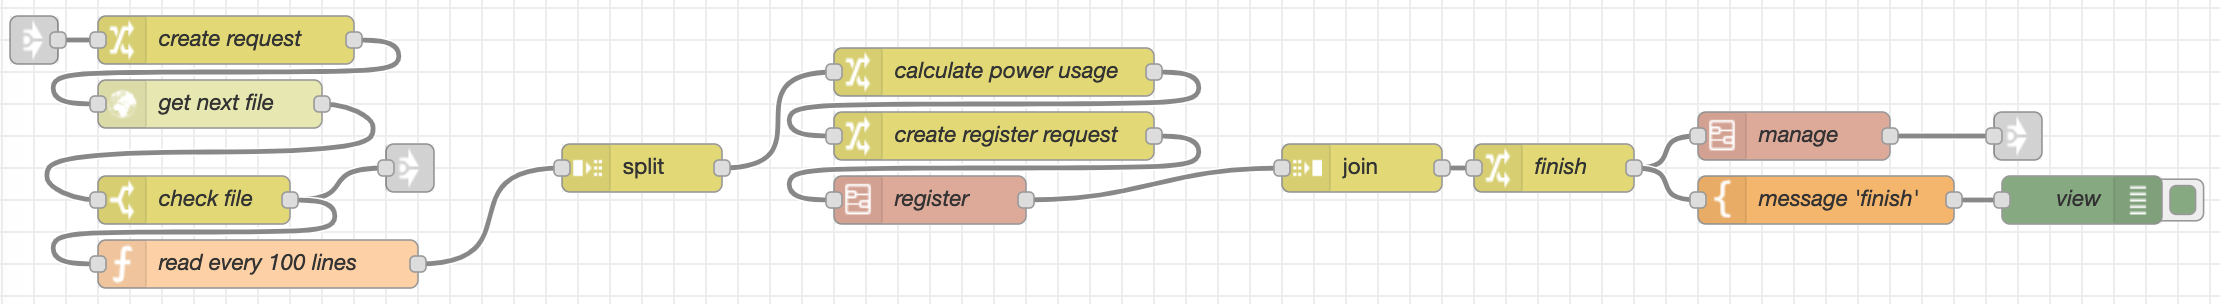 create request
get next file
check file
read every 100 lines
split
calculate power usage
create register request
register
join
finish
manage
message 'finish'
view